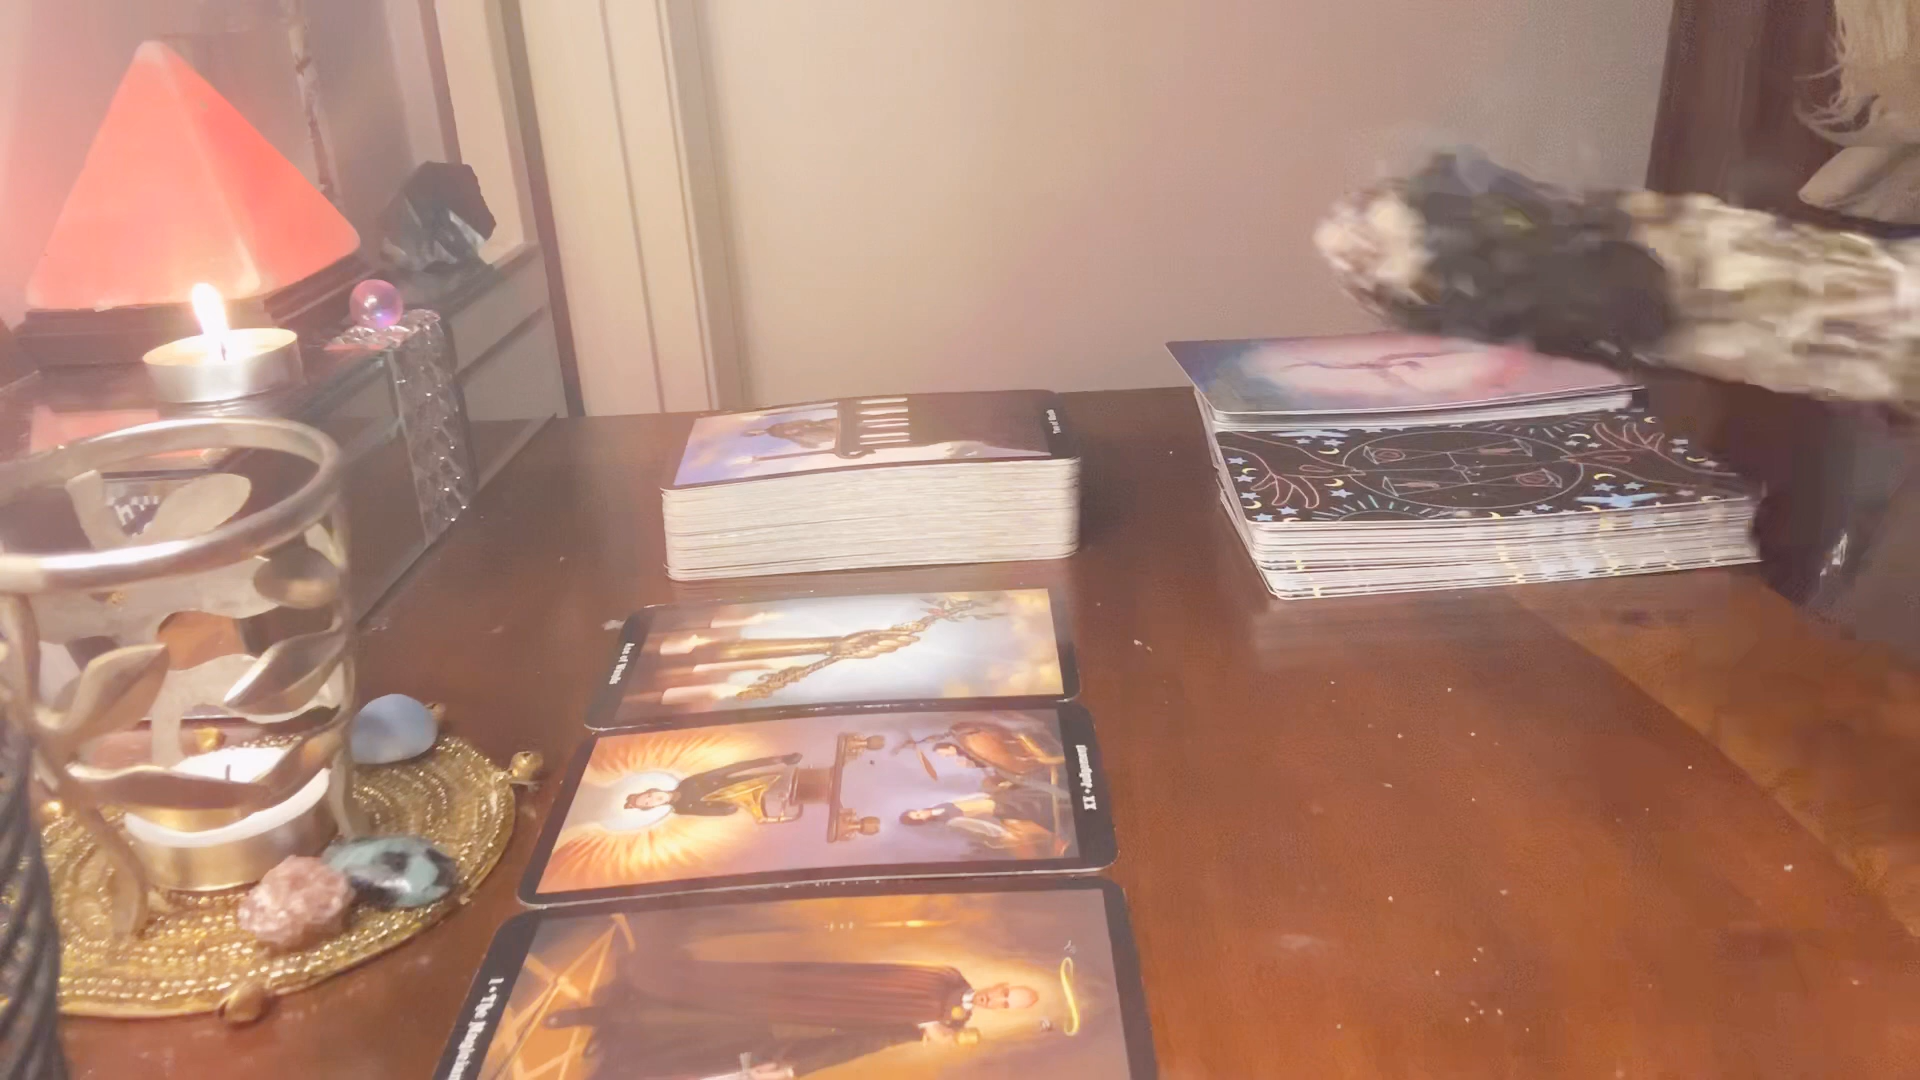 Ace of Wands
XX • Judgement
I • The Magician